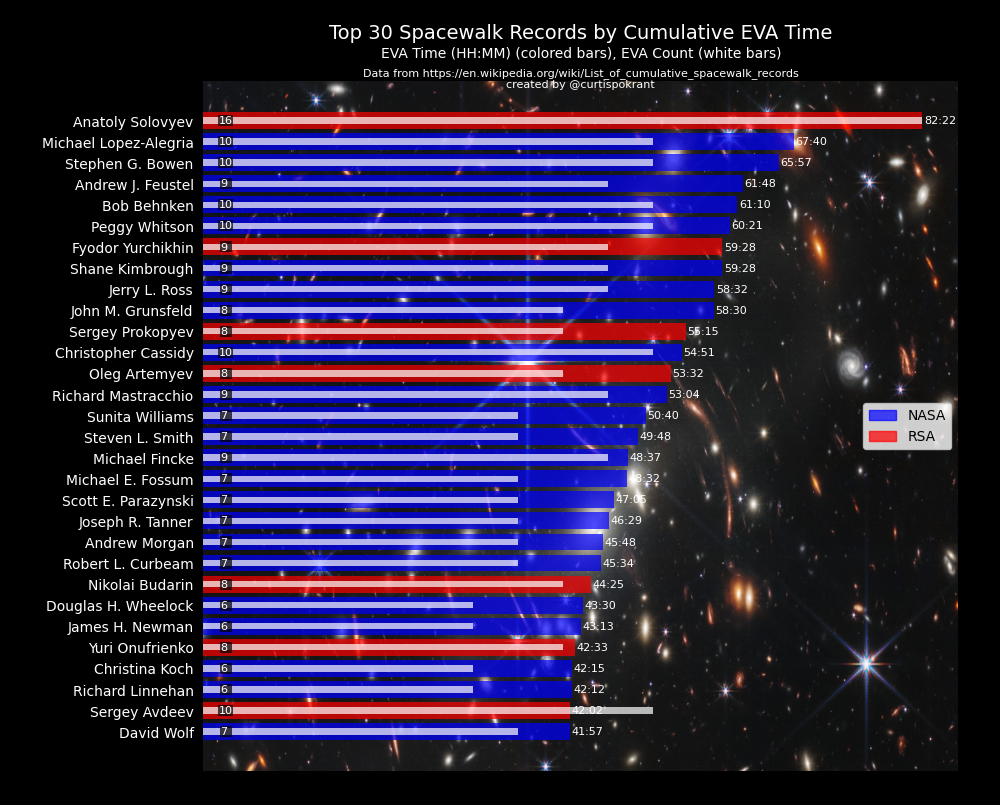 Top 30 Spacewalk Records by Cumulative EVA Time
EVA Time (HH:MM) (colored bars), EVA Count (white bars)
Data from https://en.wikipedia.org/wiki/List_of_cumulative_spacewalk_records
created by @curtispokrant
Anatoly Solovyev 16 82:22
Michael Lopez-Alegria 10 67:40
Stephen G. Bowen 10 65:57
Andrew J. Feustel 9 61:48
Bob Behnken 10 61:10
Peggy Whitson 10 60:21
Fyodor Yurchikhin 9 59:28
Shane Kimbrough 9 59:28
Jerry L. Ross 9 58:32
John M. Grunsfeld 8 58:30
Sergey Prokopyev 8 55:15
Christopher Cassidy 10 54:51
Oleg Artemyev 8 53:32
Richard Mastracchio 9 53:04
Sunita Williams 7 50:40
Steven L. Smith 7 49:48
Michael Fincke 9 48:37
Michael E. Fossum 7 48:32
Scott E. Parazynski 7 47:05
Joseph R. Tanner 7 46:29
Andrew Morgan 7 45:48
Robert L. Curbeam 7 45:34
Nikolai Budarin 8 44:25
Douglas H. Wheelock 6 43:30
James H. Newman 6 43:13
Yuri Onufrienko 8 42:33
Christina Koch 6 42:15
Richard Linnehan 6 42:12
Sergey Avdeev 10 42:02
David Wolf 7 41:57
NASA
RSA